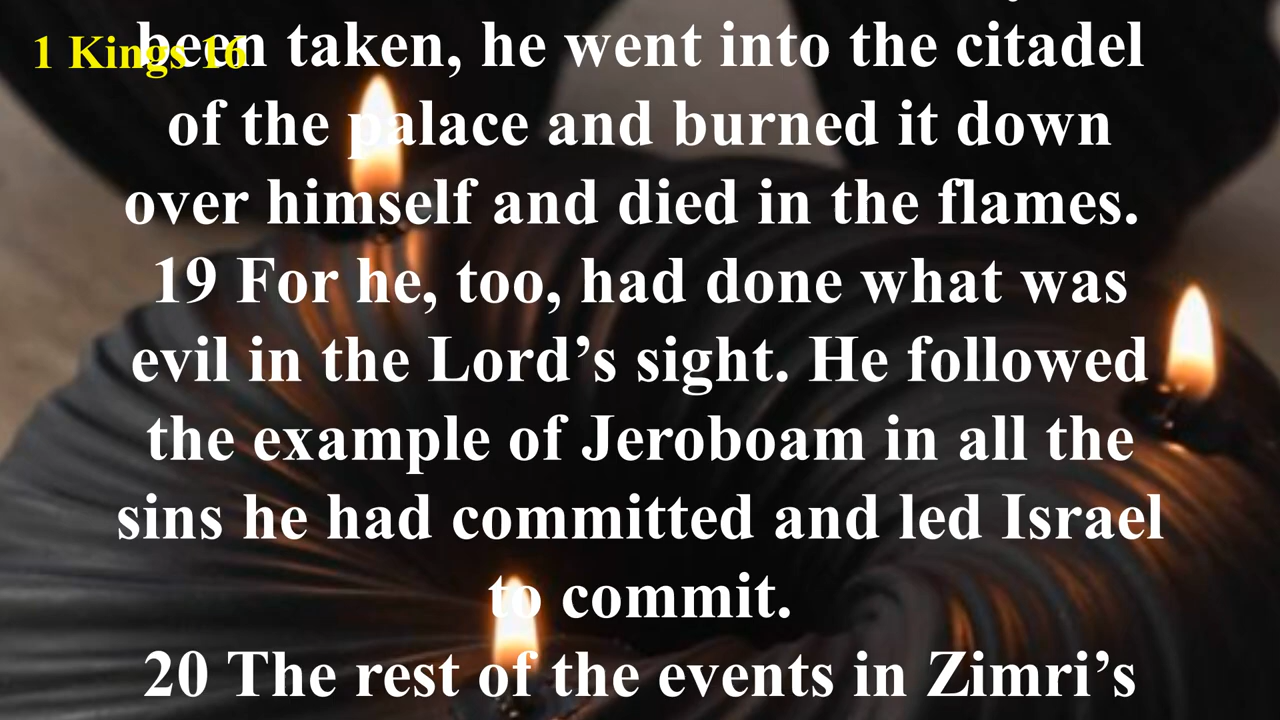 1 Kings 16
been taken, he went into the citadel
of the palace and burned it down
over himself and died in the flames.
19 For he, too, had done what was
evil in the Lord’s sight. He followed
the example of Jeroboam in all the
sins he had committed and led Israel
to commit.
20 The rest of the events in Zimri’s